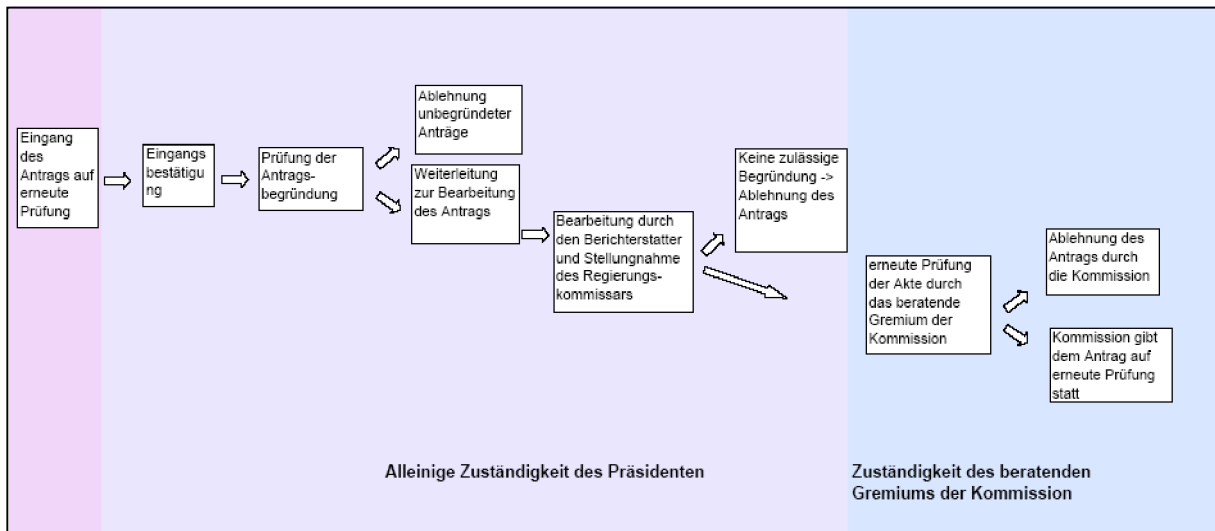 Eingang
des
Antrags auf
erneute
Prüfung
Eingangs
bestätigu
ng
Prüfung der
Antrags-
begründung
Ablehnung
unbegründeter
Anträge
Weiterleitung
zur Bearbeitung
des Antrags
Bearbeitung durch
den Berichterstatter
und Stellungnahme
des Regierungs-
kommissars
Keine zulässige
Begründung ->
Ablehnung des
Antrags
erneute Prüfung
der Akte durch
das beratende
Gremium der
Kommission
Ablehnung des
Antrags durch
die Kommission
Kommission gibt
dem Antrag auf
erneute Prüfung
statt
Alleinige Zuständigkeit des Präsidenten
Zuständigkeit des beratenden
Gremiums der Kommission